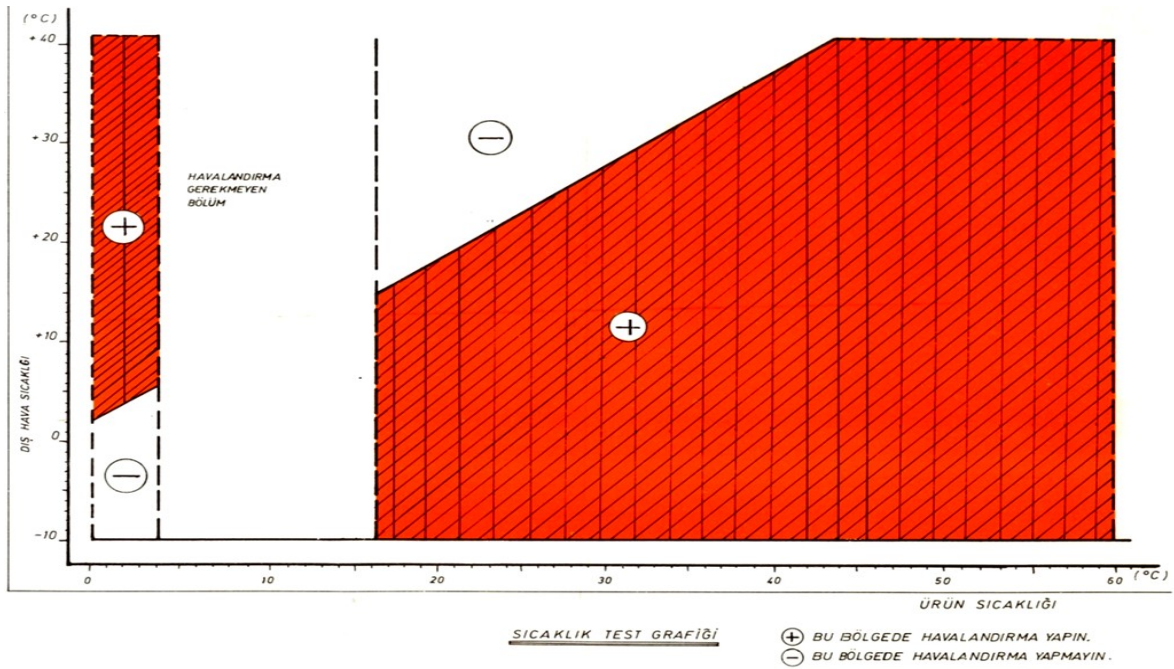 (°C)
+40
+30
+20
+10
0
-10
DIŞ HAVA SICAKLĞI
HAVALANDIRMA
GEREKMEYEN
BÖLÜM
+
−
−
+
0 10 20 30 40 50 60 (°C)
ÜRÜN SICAKLIĞI
SICAKLIK TEST GRAFİĞİ
+ BU BÖLGEDE HAVALANDIRMA YAPIN.
− BU BÖLGEDE HAVALANDIRMA YAPMAYIN.